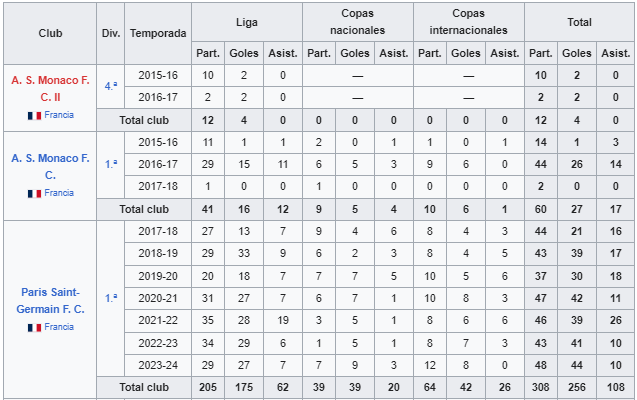 Club Div. Temporada Liga Copas nacionales Copas internacionales Total
Part. Goles Asist. Part. Goles Asist. Part. Goles Asist. Part. Goles Asist.
A. S. Monaco F. C. II Francia 4.ª 2015-16 10 2 0 — — 10 2 0
2016-17 2 2 0 — — 2 2 0
Total club 12 4 0 0 0 0 0 0 0 12 4 0
A. S. Monaco F. C. Francia 1.ª 2015-16 11 1 1 2 0 1 1 0 1 14 1 3
2016-17 29 15 11 6 5 3 9 6 0 44 26 14
2017-18 1 0 0 1 0 0 0 0 0 2 0 0
Total club 41 16 12 9 5 4 10 6 1 60 27 17
Paris Saint-Germain F. C. Francia 1.ª 2017-18 27 13 7 9 4 6 8 4 3 44 21 16
2018-19 29 33 9 6 2 3 8 4 5 43 39 17
2019-20 20 18 7 7 7 5 10 5 6 37 30 18
2020-21 31 27 7 6 7 1 10 8 3 47 42 11
2021-22 35 28 19 3 5 1 8 6 6 46 39 26
2022-23 34 29 6 1 5 1 8 7 3 43 41 10
2023-24 29 27 7 7 9 3 12 8 0 48 44 10
Total club 205 175 62 39 39 20 64 42 26 308 256 108